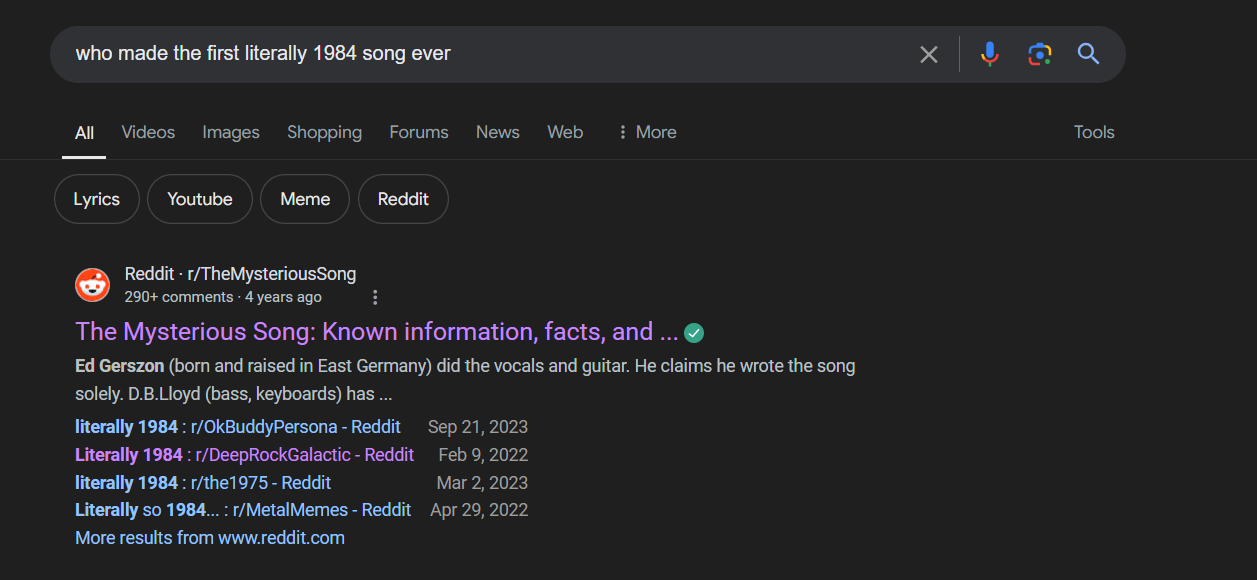 who made the first literally 1984 song ever
All Videos Images Shopping Forums News Web More Tools
Lyrics Youtube Meme Reddit
Reddit · r/TheMysteriousSong
290+ comments · 4 years ago
The Mysterious Song: Known information, facts, and ...
Ed Gerszon (born and raised in East Germany) did the vocals and guitar. He claims he wrote the song
solely. D.B.Lloyd (bass, keyboards) has ...
literally 1984 : r/OkBuddyPersona - Reddit Sep 21, 2023
Literally 1984 : r/DeepRockGalactic - Reddit Feb 9, 2022
literally 1984 : r/the1975 - Reddit Mar 2, 2023
Literally so 1984... : r/MetalMemes - Reddit Apr 29, 2022
More results from www.reddit.com